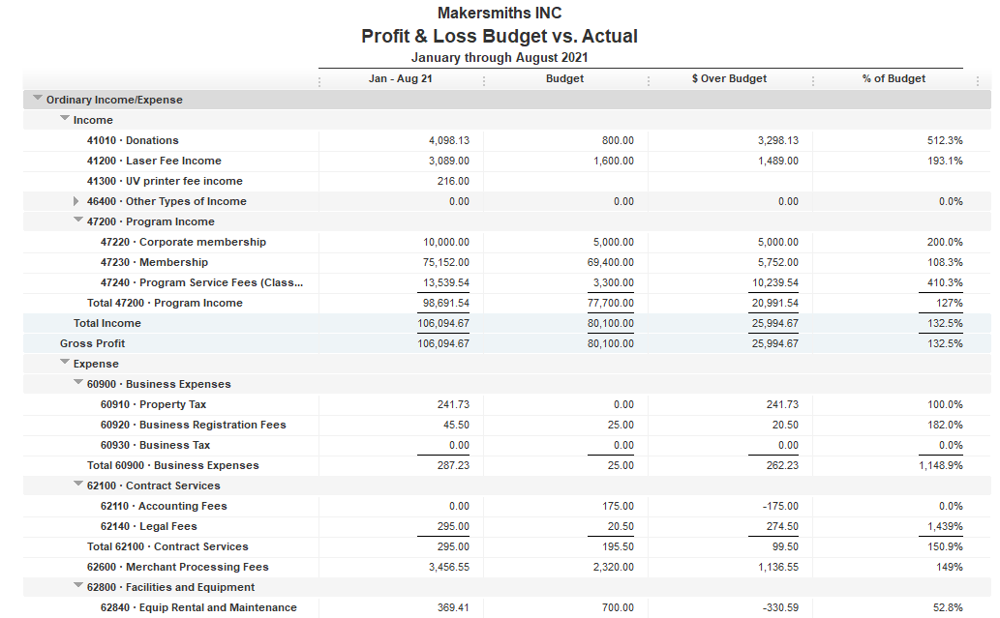 Makersmiths INC
Profit & Loss Budget vs. Actual
January through August 2021
Jan - Aug 21 Budget $ Over Budget % of Budget
Ordinary Income/Expense
Income
41010 · Donations 4,098.13 800.00 3,298.13 512.3%
41200 · Laser Fee Income 3,089.00 1,600.00 1,489.00 193.1%
41300 · UV printer fee income 216.00
46400 · Other Types of Income 0.00 0.00 0.00 0.0%
47200 · Program Income
47220 · Corporate membership 10,000.00 5,000.00 5,000.00 200.0%
47230 · Membership 75,152.00 69,400.00 5,752.00 108.3%
47240 · Program Service Fees (Class... 13,539.54 3,300.00 10,239.54 410.3%
Total 47200 · Program Income 98,691.54 77,700.00 20,991.54 127%
Total Income 106,094.67 80,100.00 25,994.67 132.5%
Gross Profit 106,094.67 80,100.00 25,994.67 132.5%
Expense
60900 · Business Expenses
60910 · Property Tax 241.73 0.00 241.73 100.0%
60920 · Business Registration Fees 45.50 25.00 20.50 182.0%
60930 · Business Tax 0.00 0.00 0.00 0.0%
Total 60900 · Business Expenses 287.23 25.00 262.23 1,148.9%
62100 · Contract Services
62110 · Accounting Fees 0.00 175.00 -175.00 0.0%
62140 · Legal Fees 295.00 20.50 274.50 1,439%
Total 62100 · Contract Services 295.00 195.50 99.50 150.9%
62600 · Merchant Processing Fees 3,456.55 2,320.00 1,136.55 149%
62800 · Facilities and Equipment
62840 · Equip Rental and Maintenance 369.41 700.00 -330.59 52.8%